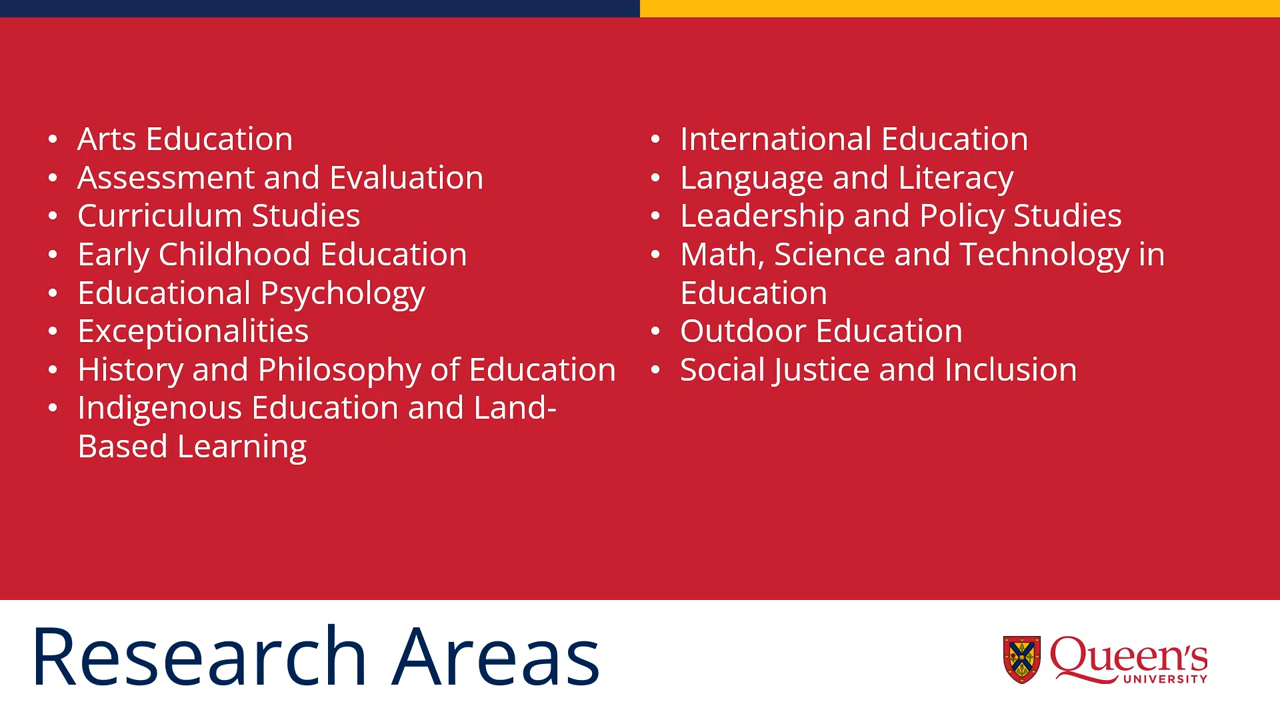 • Arts Education
• Assessment and Evaluation
• Curriculum Studies
• Early Childhood Education
• Educational Psychology
• Exceptionalities
• History and Philosophy of Education
• Indigenous Education and Land-
Based Learning
• International Education
• Language and Literacy
• Leadership and Policy Studies
• Math, Science and Technology in
Education
• Outdoor Education
• Social Justice and Inclusion
Research Areas
Queen's
UNIVERSITY